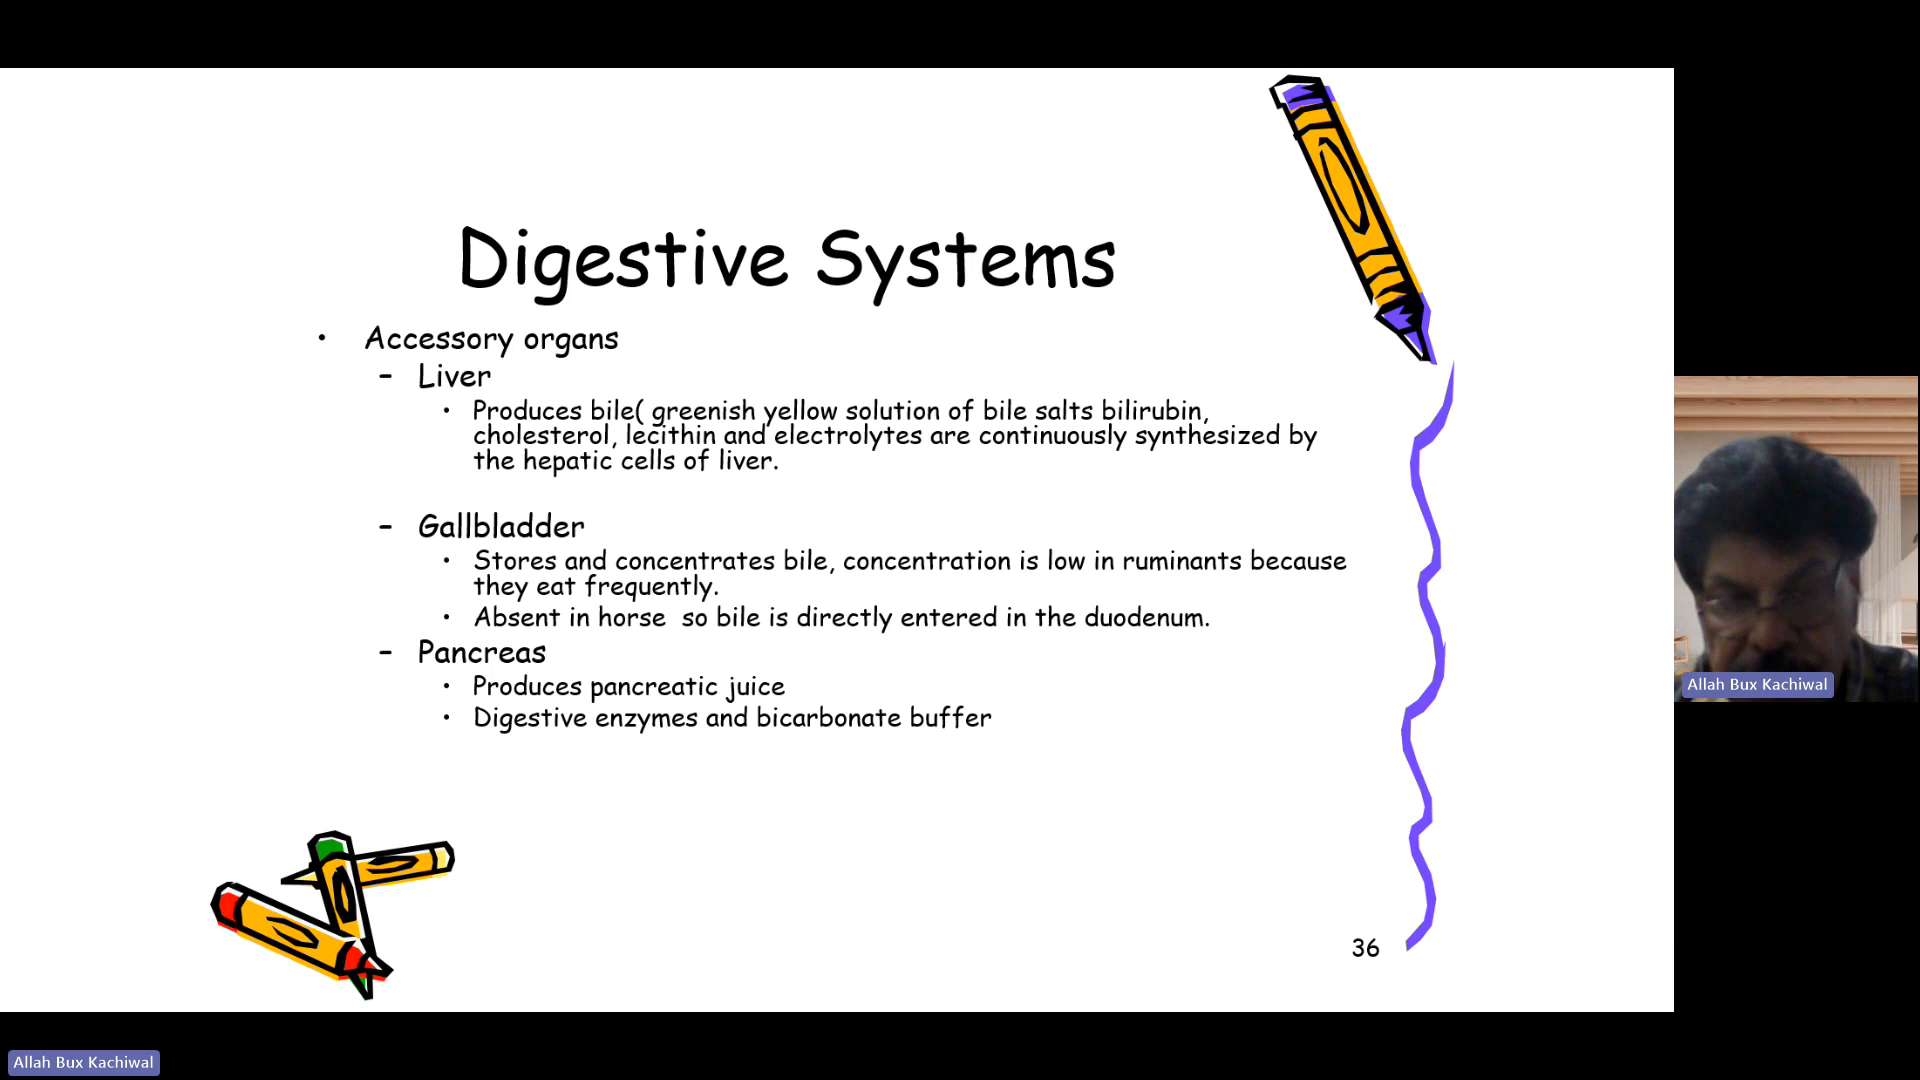 Digestive Systems
• Accessory organs
– Liver
• Produces bile( greenish yellow solution of bile salts bilirubin,
cholesterol, lecithin and electrolytes are continuously synthesized by
the hepatic cells of liver.
– Gallbladder
• Stores and concentrates bile, concentration is low in ruminants because
they eat frequently.
• Absent in horse  so bile is directly entered in the duodenum.
– Pancreas
• Produces pancreatic juice
• Digestive enzymes and bicarbonate buffer
36
Allah Bux Kachiwal
Allah Bux Kachiwal